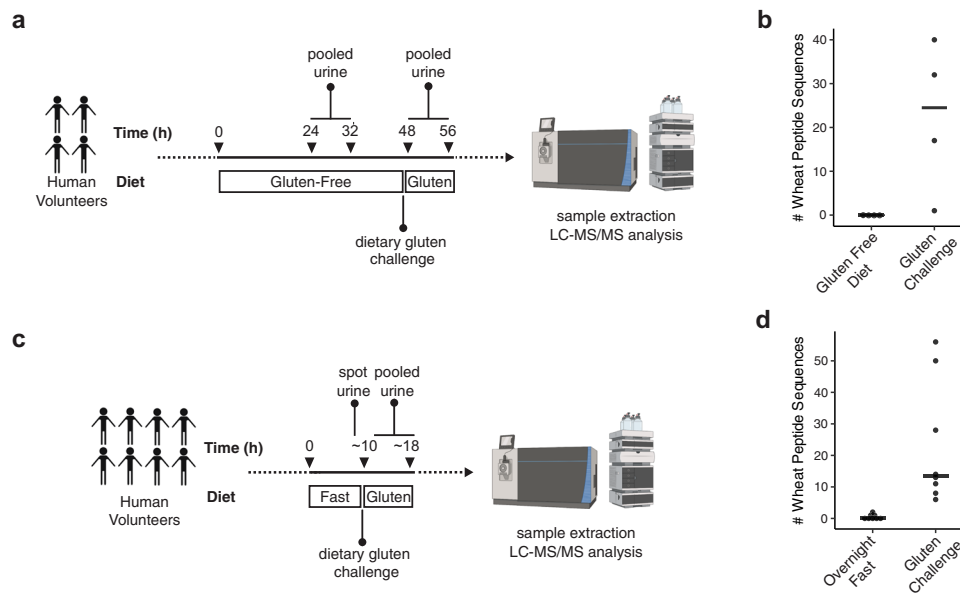 a
pooled urine
pooled urine
Time (h)
0
24
32
48
56
Human Volunteers
Diet
Gluten-Free
Gluten
dietary gluten challenge
sample extraction
LC-MS/MS analysis
b
# Wheat Peptide Sequences
40
30
20
10
0
Gluten Free Diet
Gluten Challenge
c
spot urine
pooled urine
Time (h)
0
~10
~18
Human Volunteers
Diet
Fast
Gluten
dietary gluten challenge
sample extraction
LC-MS/MS analysis
d
# Wheat Peptide Sequences
50
40
30
20
10
0
Overnight Fast
Gluten Challenge